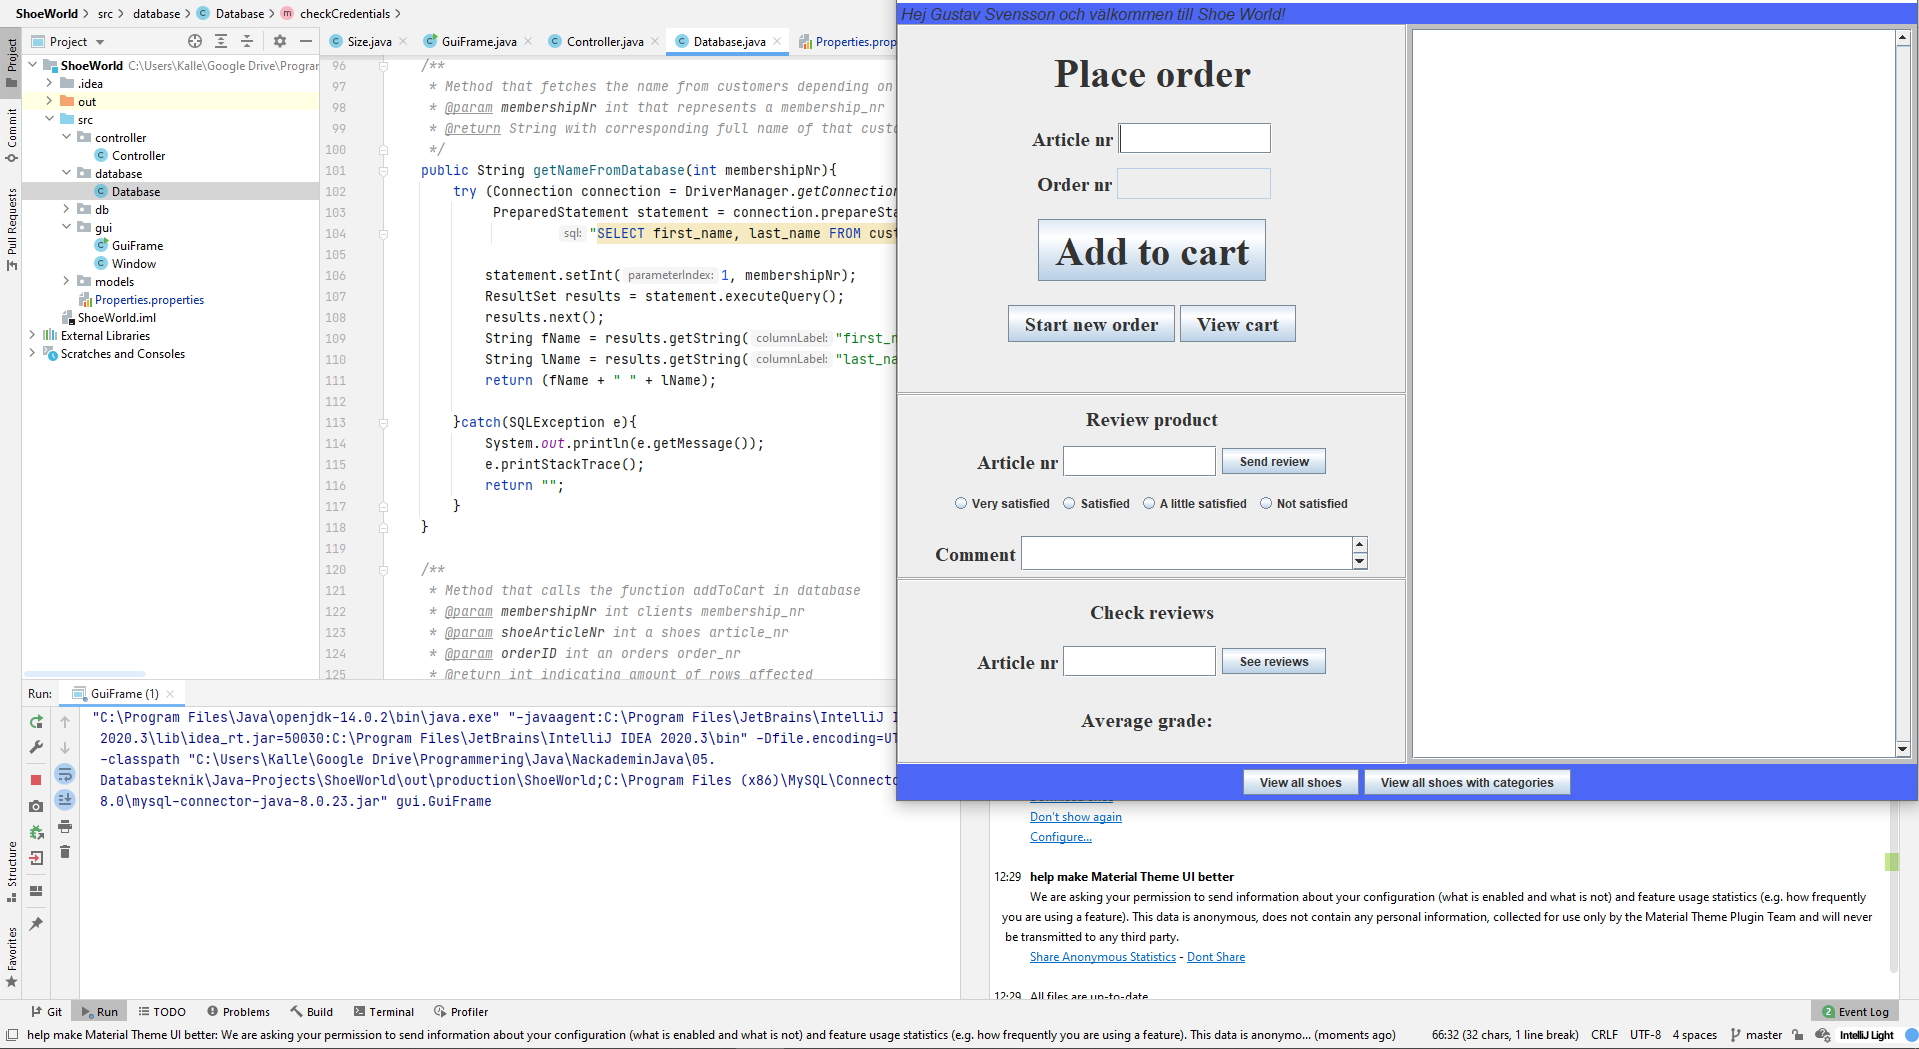 ShoeWorld > src > database > Database > checkCredentials
Project
ShoeWorld C:\Users\Kalle\Google Drive\Prograr
.idea
out
src
controller
Controller
database
Database
db
gui
GuiFrame
Window
models
Properties.properties
ShoeWorld.iml
External Libraries
Scratches and Consoles
Project
Commit
Pull Requests
Structure
Favorites
Size.java
GuiFrame.java
Controller.java
Database.java
Properties.prop
96 /**
97 * Method that fetches the name from customers depending on
98 * @param membershipNr int that represents a membership_nr
99 * @return String with corresponding full name of that custo
100 */
101 public String getNameFromDatabase(int membershipNr){
102 try (Connection connection = DriverManager.getConnection
103 PreparedStatement statement = connection.prepareSta
104 sql: "SELECT first_name, last_name FROM cust
105
106 statement.setInt( parameterIndex: 1, membershipNr);
107 ResultSet results = statement.executeQuery();
108 results.next();
109 String fName = results.getString( columnLabel: "first_n
110 String lName = results.getString( columnLabel: "last_na
111 return (fName + " " + lName);
112
113 }catch(SQLException e){
114 System.out.println(e.getMessage());
115 e.printStackTrace();
116 return "";
117 }
118 }
119
120 /**
121 * Method that calls the function addToCart in database
122 * @param membershipNr int clients membership_nr
123 * @param shoeArticleNr int a shoes article_nr
124 * @param orderID int an orders order_nr
125 * @return int indicating amount of rows affected
Hej Gustav Svensson och välkommen till Shoe World!
Place order
Article nr
Order nr
Add to cart
Start new order
View cart
Review product
Article nr
Send review
Very satisfied
Satisfied
A little satisfied
Not satisfied
Comment
Check reviews
Article nr
See reviews
Average grade:
View all shoes
View all shoes with categories
Run: GuiFrame (1)
"C:\Program Files\Java\openjdk-14.0.2\bin\java.exe" "-javaagent:C:\Program Files\JetBrains\IntelliJ I
2020.3\lib\idea_rt.jar=50030:C:\Program Files\JetBrains\IntelliJ IDEA 2020.3\bin" -Dfile.encoding=UT
-classpath "C:\Users\Kalle\Google Drive\Programmering\Java\NackademinJava\05.
Databasteknik\Java-Projects\ShoeWorld\out\production\ShoeWorld;C:\Program Files (x86)\MySQL\Connecto
8.0\mysql-connector-java-8.0.23.jar" gui.GuiFrame
Don't show again
Configure...
12:29 help make Material Theme UI better
We are asking your permission to send information about your configuration (what is enabled and what is not) and feature usage statistics (e.g. how frequently
you are using a feature). This data is anonymous, does not contain any personal information, collected for use only by the Material Theme Plugin Team and will never
be transmitted to any third party.
Share Anonymous Statistics - Dont Share
12:29 All files are up-to-date
Git Run TODO Problems Build Terminal Profiler
2 Event Log
help make Material Theme UI better: We are asking your permission to send information about your configuration (what is enabled and what is not) and feature usage statistics (e.g. how frequently you are using a feature). This data is anonymo... (moments ago)
66:32 (32 chars, 1 line break) CRLF UTF-8 4 spaces master IntelliJ Light